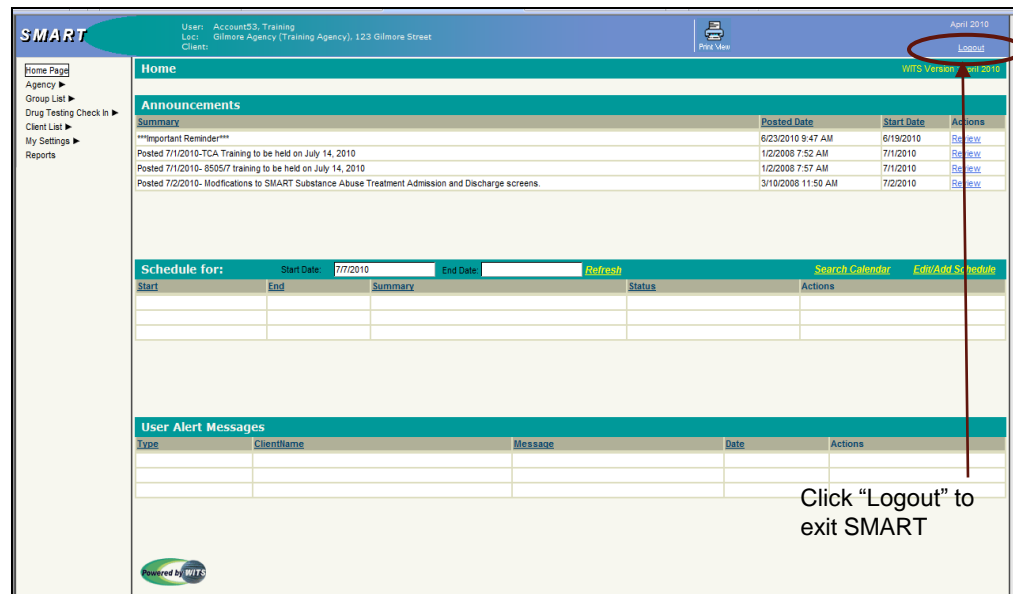 SMART
User: Account53, Training
Loc: Gilmore Agency (Training Agency), 123 Gilmore Street
Client:
Print View
April 2010
Logout
Home Page
Agency ▶
Group List ▶
Drug Testing Check In ▶
Client List ▶
My Settings ▶
Reports
Home
WITS Version April 2010
Announcements
Summary Posted Date Start Date Actions
***Important Reminder*** 6/23/2010 9:47 AM 6/19/2010 Review
Posted 7/1/2010-TCA Training to be held on July 14, 2010 1/2/2008 7:52 AM 7/1/2010 Review
Posted 7/1/2010- 8505/7 training to be held on July 14, 2010 1/2/2008 7:57 AM 7/1/2010 Review
Posted 7/2/2010- Modfications to SMART Substance Abuse Treatment Admission and Discharge screens. 3/10/2008 11:50 AM 7/2/2010 Review
Schedule for: Start Date: 7/7/2010 End Date: Refresh Search Calendar Edit/Add Schedule
Start End Summary Status Actions
User Alert Messages
Type ClientName Message Date Actions
Click “Logout” to
exit SMART
Powered by WITS